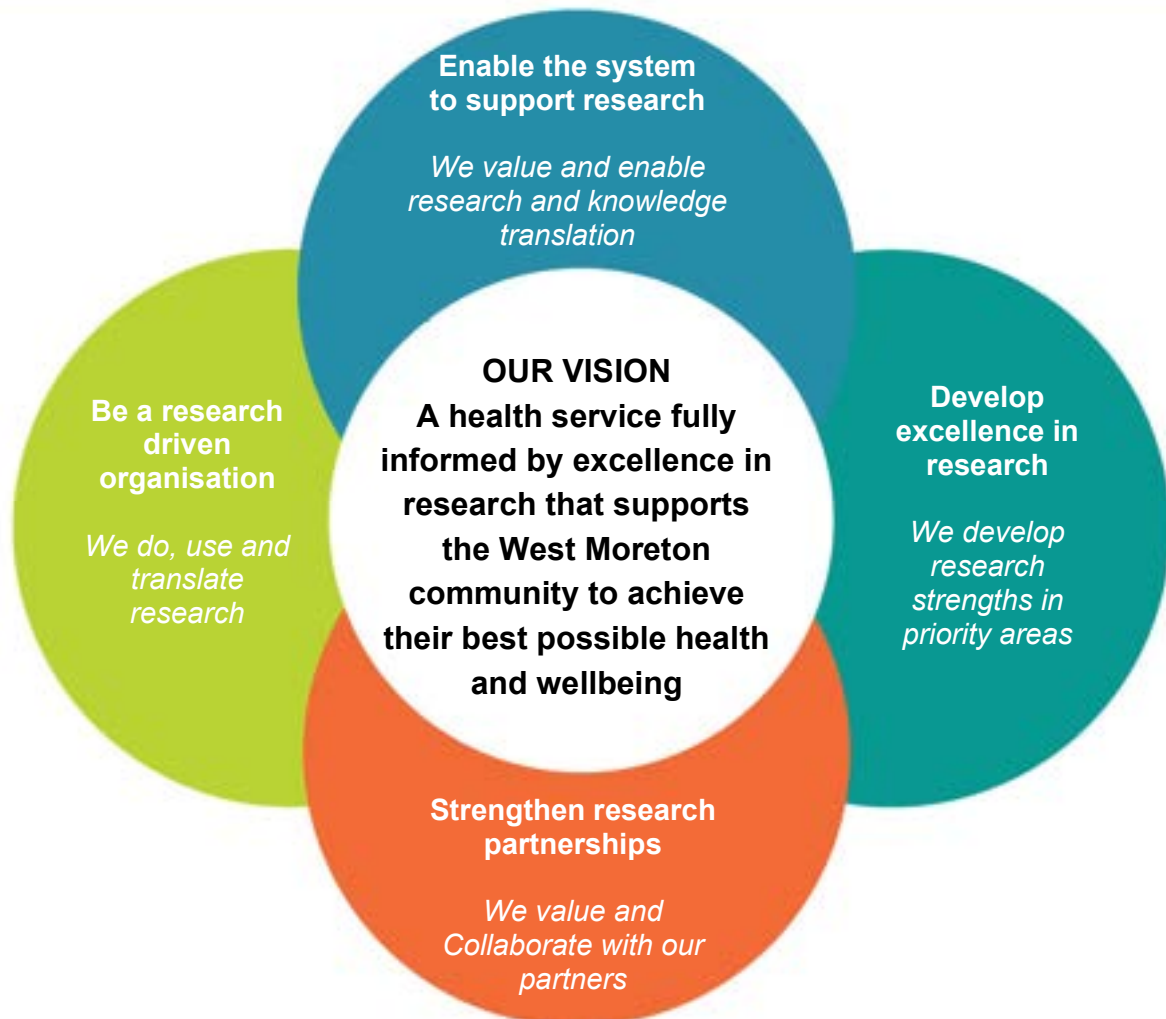 Enable the system
to support research
We value and enable
research and knowledge
translation
Be a research
driven
organisation
We do, use and
translate
research
OUR VISION
A health service fully
informed by excellence in
research that supports
the West Moreton
community to achieve
their best possible health
and wellbeing
Develop
excellence in
research
We develop
research
strengths in
priority areas
Strengthen research
partnerships
We value and
Collaborate with our
partners